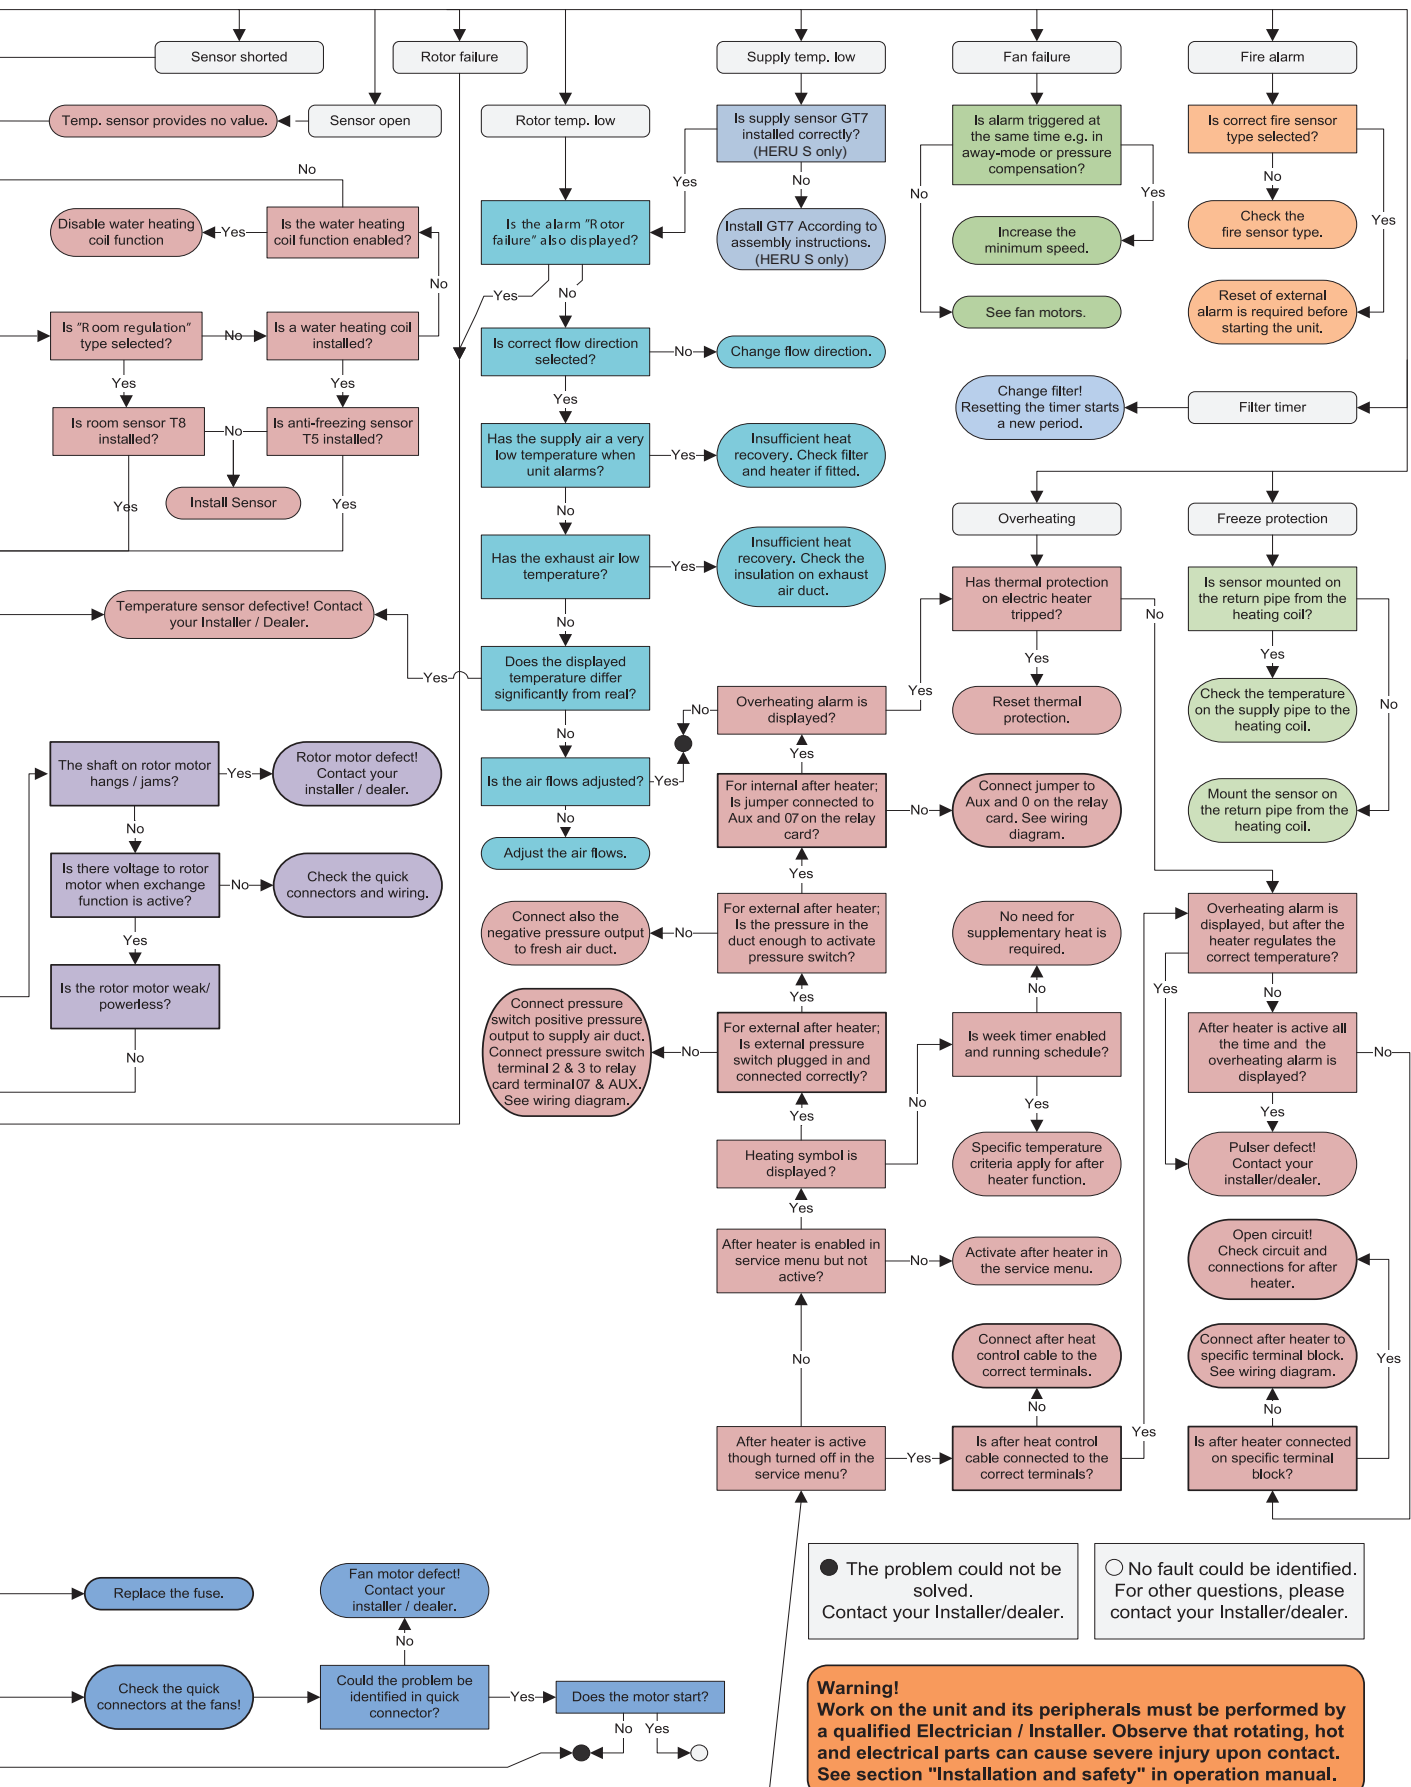 Sensor shorted
Rotor failure
Supply temp. low
Fan failure
Fire alarm
Temp. sensor provides no value.
Sensor open
Rotor temp. low
Is supply sensor GT7
installed correctly?
(HERU S only)
Is alarm triggered at
the same time e.g. in
away-mode or pressure
compensation?
Is correct fire sensor
type selected?
No
Yes
No
No
Yes
No
Yes
Disable water heating
coil function
Yes
Is the water heating
coil function enabled?
Is the alarm "Rotor
failure" also displayed?
Install GT7 According to
assembly instructions.
(HERU S only)
Increase the
minimum speed.
Check the
fire sensor type.
No
Yes
No
See fan motors.
Reset of external
alarm is required before
starting the unit.
Is "Room regulation"
type selected?
No
Is a water heating coil
installed?
Is correct flow direction
selected?
No
Change flow direction.
Yes
Yes
Yes
Change filter!
Resetting the timer starts
a new period.
Filter timer
Is room sensor T8
installed?
No
Is anti-freezing sensor
T5 installed?
Has the supply air a very
low temperature when
unit alarms?
Yes
Insufficient heat
recovery. Check filter
and heater if fitted.
Yes
Install Sensor
Yes
No
Overheating
Freeze protection
Has the exhaust air low
temperature?
Yes
Insufficient heat
recovery. Check the
insulation on exhaust
air duct.
Has thermal protection
on electric heater
tripped?
No
Is sensor mounted on
the return pipe from the
heating coil?
Temperature sensor defective! Contact
your Installer / Dealer.
No
Yes
Yes
Yes
Does the displayed
temperature differ
significantly from real?
Yes
No
Overheating alarm is
displayed?
Reset thermal
protection.
Check the temperature
on the supply pipe to the
heating coil.
No
No
Yes
The shaft on rotor motor
hangs / jams?
Yes
Rotor motor defect!
Contact your
installer / dealer.
Is the air flows adjusted?
Yes
For internal after heater;
Is jumper connected to
Aux and 07 on the relay
card?
No
Connect jumper to
Aux and 0 on the relay
card. See wiring
diagram.
Mount the sensor on
the return pipe from the
heating coil.
No
No
Adjust the air flows.
Is there voltage to rotor
motor when exchange
function is active?
No
Check the quick
connectors and wiring.
Yes
Yes
Connect also the
negative pressure output
to fresh air duct.
No
For external after heater;
Is the pressure in the
duct enough to activate
pressure switch?
No need for
supplementary heat is
required.
Overheating alarm is
displayed, but after the
heater regulates the
correct temperature?
Is the rotor motor weak/
powerless?
Yes
No
Yes
No
Connect pressure
switch positive pressure
output to supply air duct.
Connect pressure switch
terminal 2 & 3 to relay
card terminal 07 & AUX.
See wiring diagram.
No
For external after heater;
Is external pressure
switch plugged in and
connected correctly?
Is week timer enabled
and running schedule?
After heater is active all
the time and the
overheating alarm is
displayed?
No
No
No
Yes
Yes
Yes
Heating symbol is
displayed?
Specific temperature
criteria apply for after
heater function.
Pulser defect!
Contact your
installer/dealer.
Yes
After heater is enabled in
service menu but not
active?
No
Activate after heater in
the service menu.
Open circuit!
Check circuit and
connections for after
heater.
No
Connect after heat
control cable to the
correct terminals.
Connect after heater to
specific terminal block.
See wiring diagram.
Yes
No
No
After heater is active
though turned off in the
service menu?
Yes
Is after heat control
cable connected to the
correct terminals?
Yes
Is after heater connected
on specific terminal
block?
Replace the fuse.
Fan motor defect!
Contact your
installer / dealer.
The problem could not be
solved.
Contact your Installer/dealer.
No fault could be identified.
For other questions, please
contact your Installer/dealer.
No
Check the quick
connectors at the fans!
Could the problem be
identified in quick
connector?
Yes
Does the motor start?
No
Yes
Warning!
Work on the unit and its peripherals must be performed by
a qualified Electrician / Installer. Observe that rotating, hot
and electrical parts can cause severe injury upon contact.
See section "Installation and safety" in operation manual.